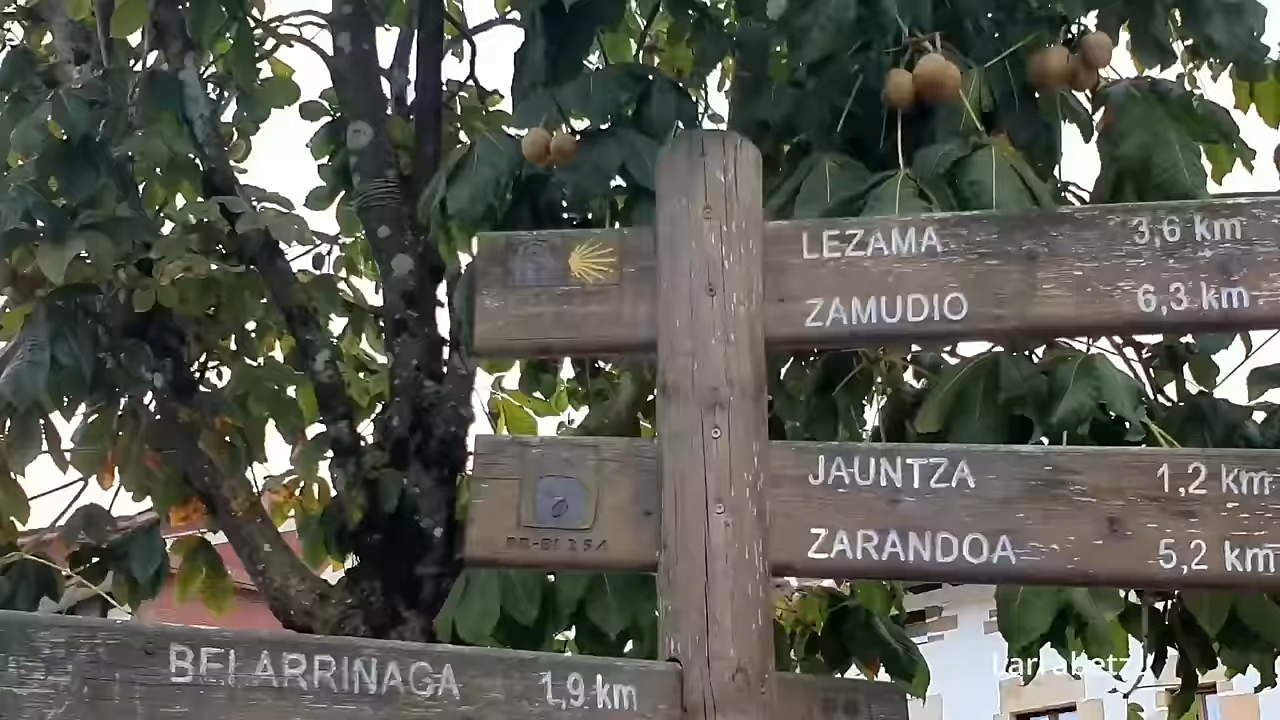 LEZAMA 3,6 km
ZAMUDIO 6,3 km
JAUNTZA 1,2 km
ZARANDOA 5,2 km
BELARRINAGA 1,9 km
Larrabetzu